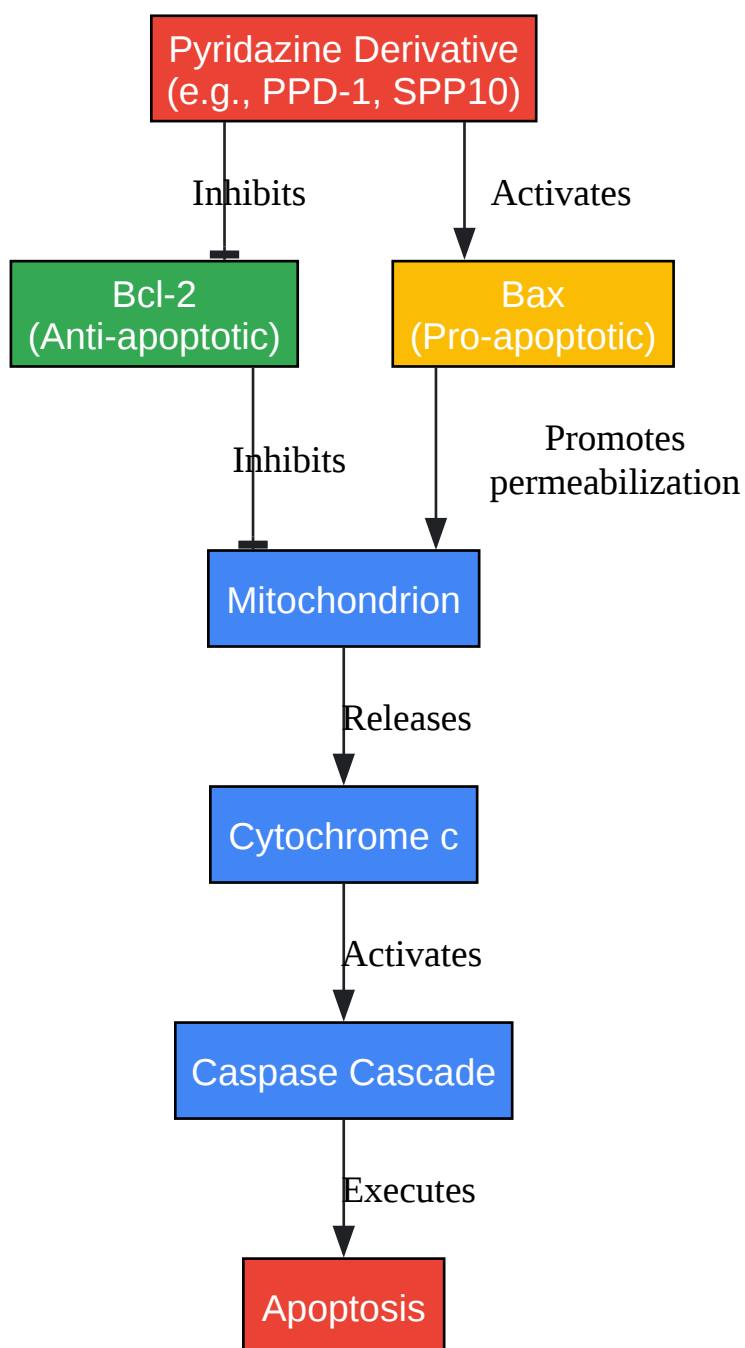 Pyridazine Derivative
(e.g., PPD-1, SPP10)
Inhibits
Activates
Bcl-2
(Anti-apoptotic)
Bax
(Pro-apoptotic)
Inhibits
Promotes
permeabilization
Mitochondrion
Releases
Cytochrome c
Activates
Caspase Cascade
Executes
Apoptosis